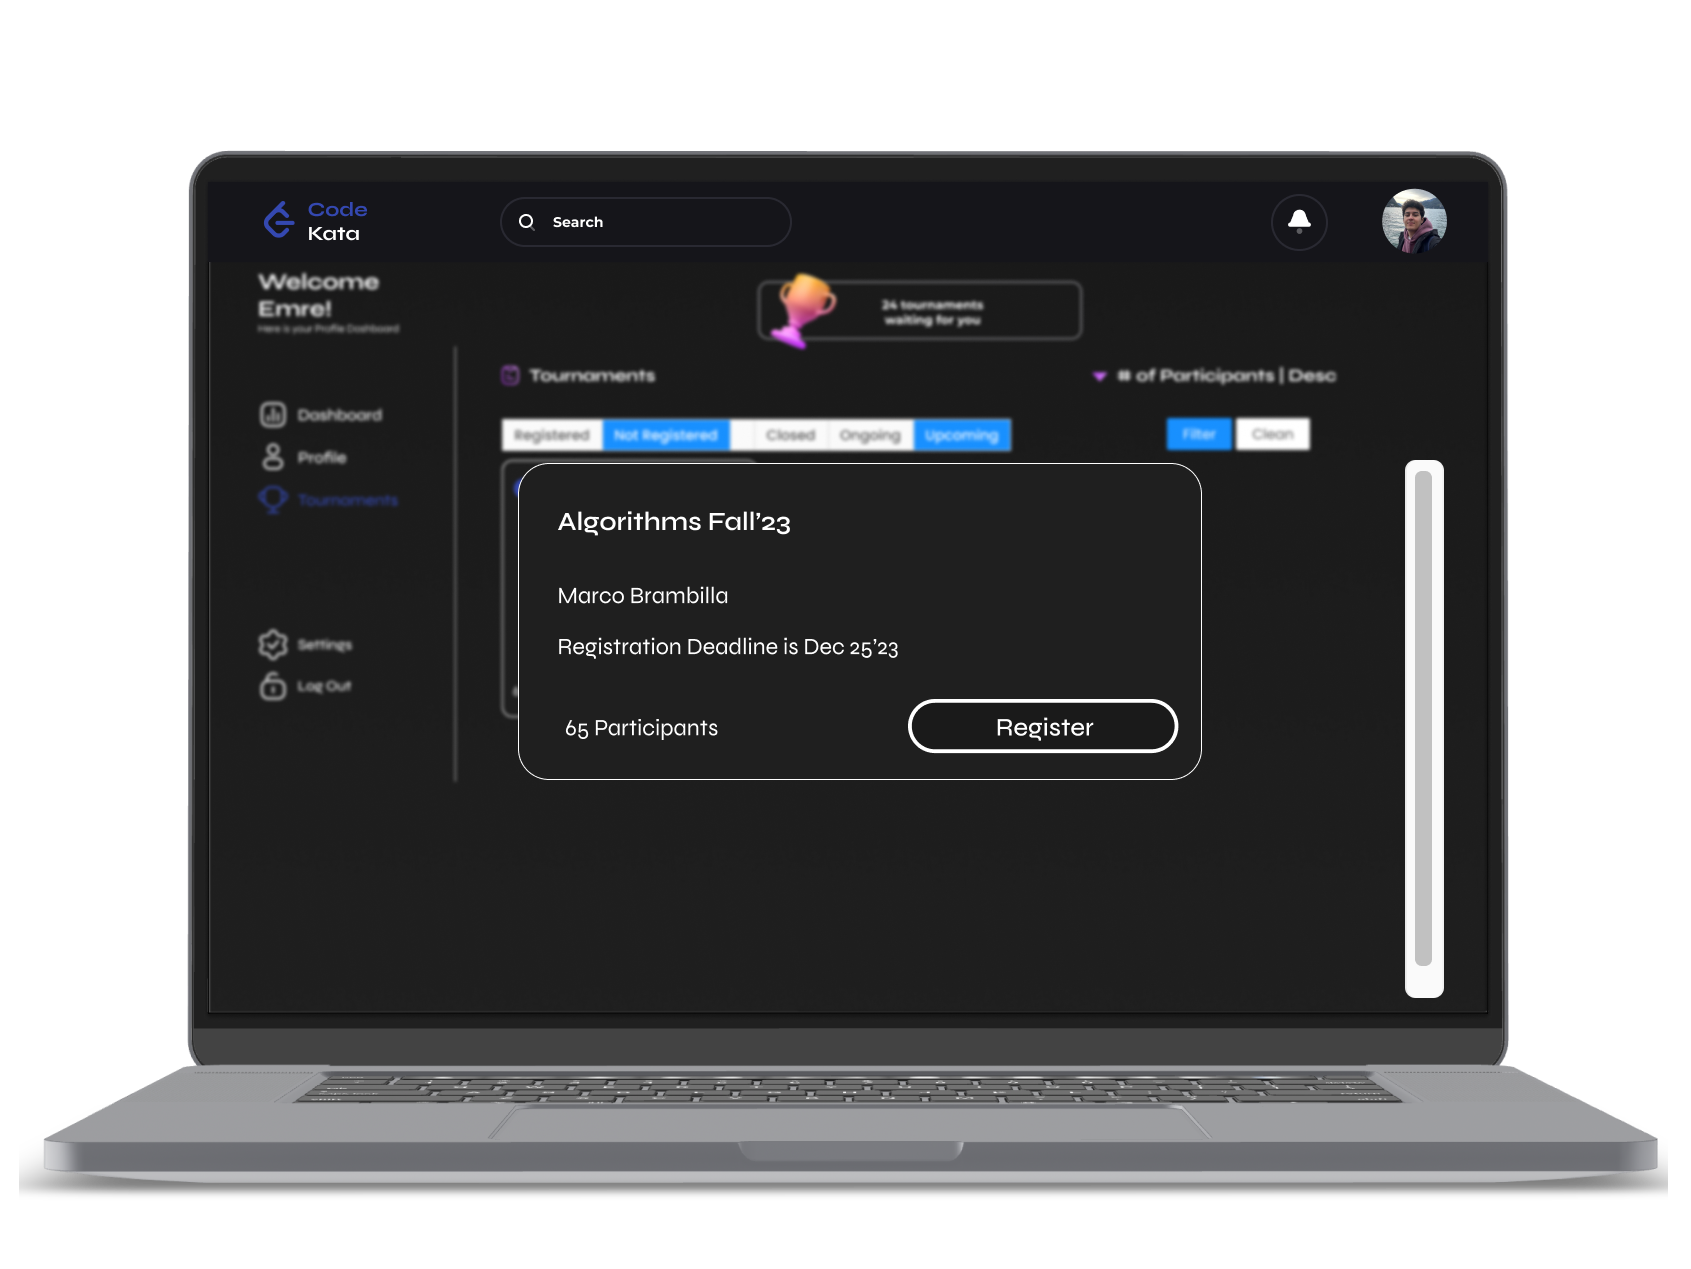 Code
Kata
Search
Welcome
Emre!
Here is your Profile Dashboard
24 tournaments
waiting for you
Tournaments
# of Participants | Desc
Registered
Not Registered
Closed
Ongoing
Upcoming
Filter
Clean
Dashboard
Profile
Tournaments
Settings
Log Out
Algorithms Fall’23
Marco Brambilla
Registration Deadline is Dec 25’23
65 Participants
Register